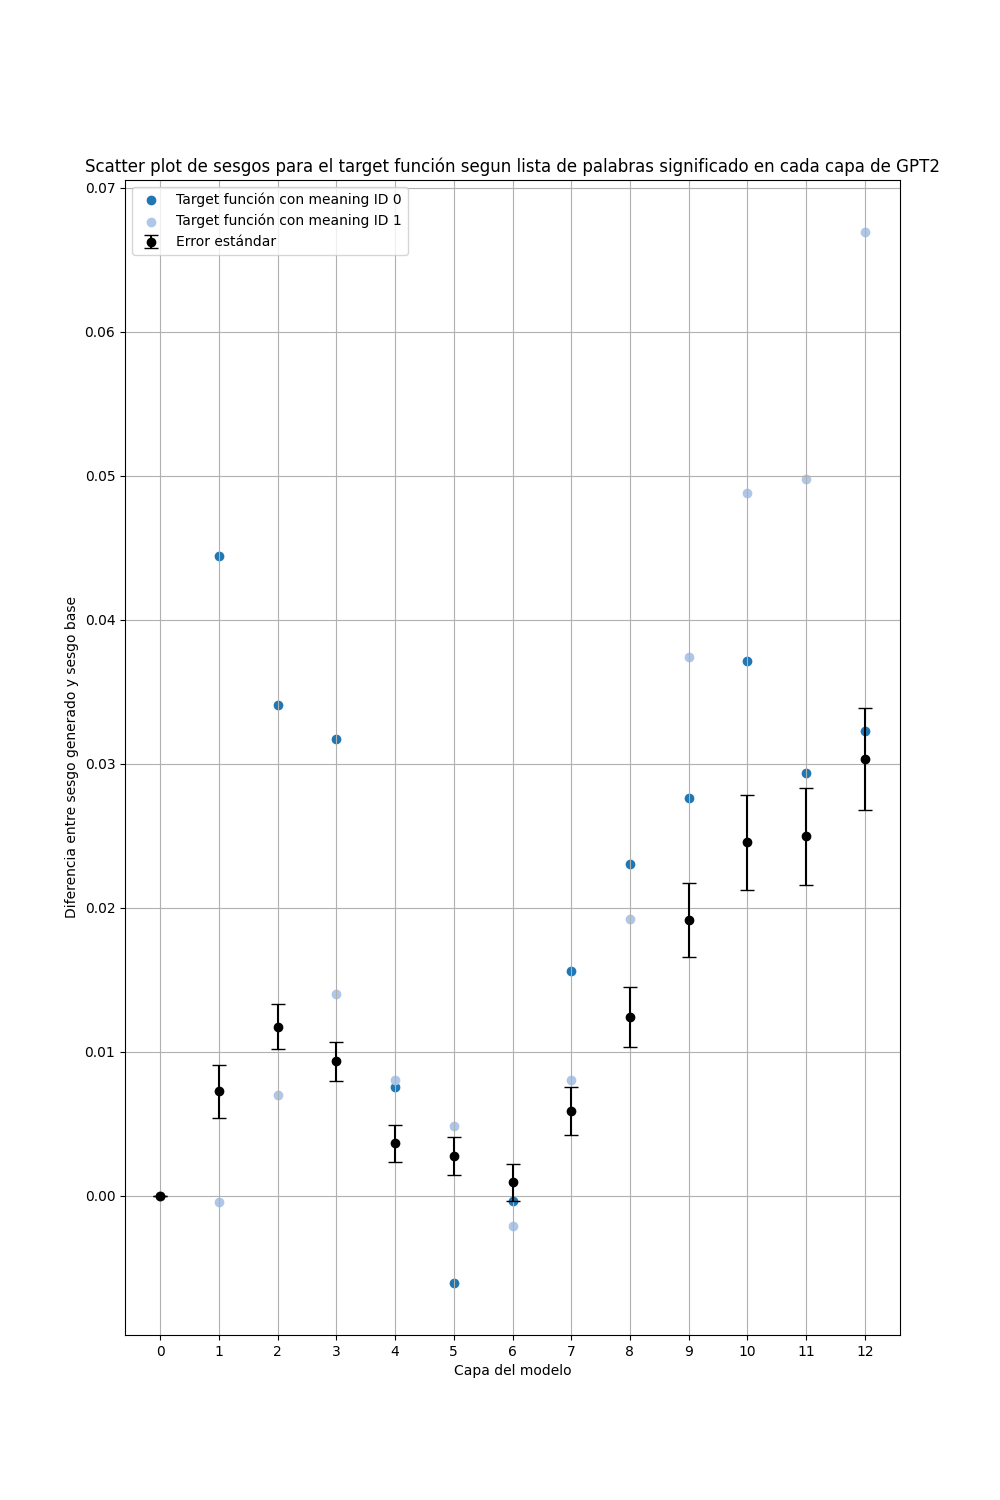 Scatter plot de sesgos para el target función segun lista de palabras significado en cada capa de GPT2
Target función con meaning ID 0
Target función con meaning ID 1
Error estándar
Diferencia entre sesgo generado y sesgo base
0.07
0.06
0.05
0.04
0.03
0.02
0.01
0.00
0 1 2 3 4 5 6 7 8 9 10 11 12
Capa del modelo